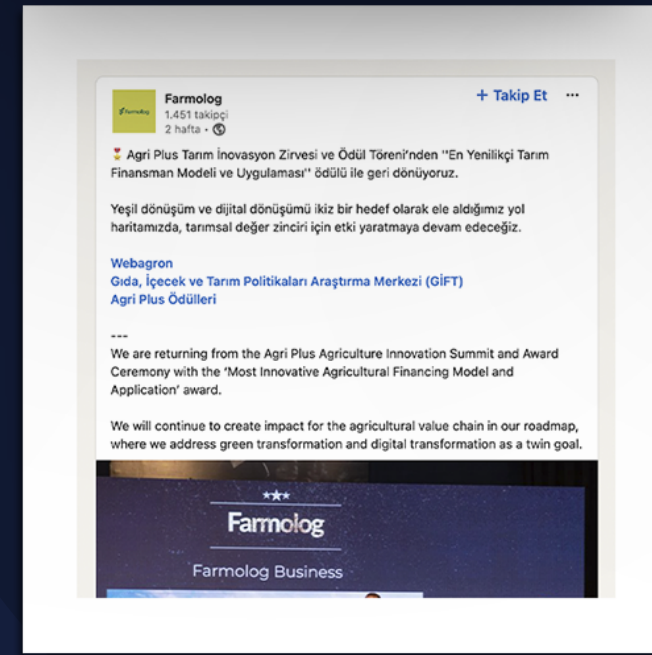 Farmolog
Farmolog
+ Takip Et ...
1.451 takipçi
2 hafta •
Agri Plus Tarım İnovasyon Zirvesi ve Ödül Töreni'nden "En Yenilikçi Tarım
Finansman Modeli ve Uygulaması" ödülü ile geri dönüyoruz.
Yeşil dönüşüm ve dijital dönüşümü ikiz bir hedef olarak ele aldığımız yol
haritamızda, tarımsal değer zinciri için etki yaratmaya devam edeceğiz.
Webagron
Gıda, İçecek ve Tarım Politikaları Araştırma Merkezi (GİFT)
Agri Plus Ödülleri
---
We are returning from the Agri Plus Agriculture Innovation Summit and Award
Ceremony with the 'Most Innovative Agricultural Financing Model and
Application' award.
We will continue to create impact for the agricultural value chain in our roadmap,
where we address green transformation and digital transformation as a twin goal.
Farmolog
Farmolog Business